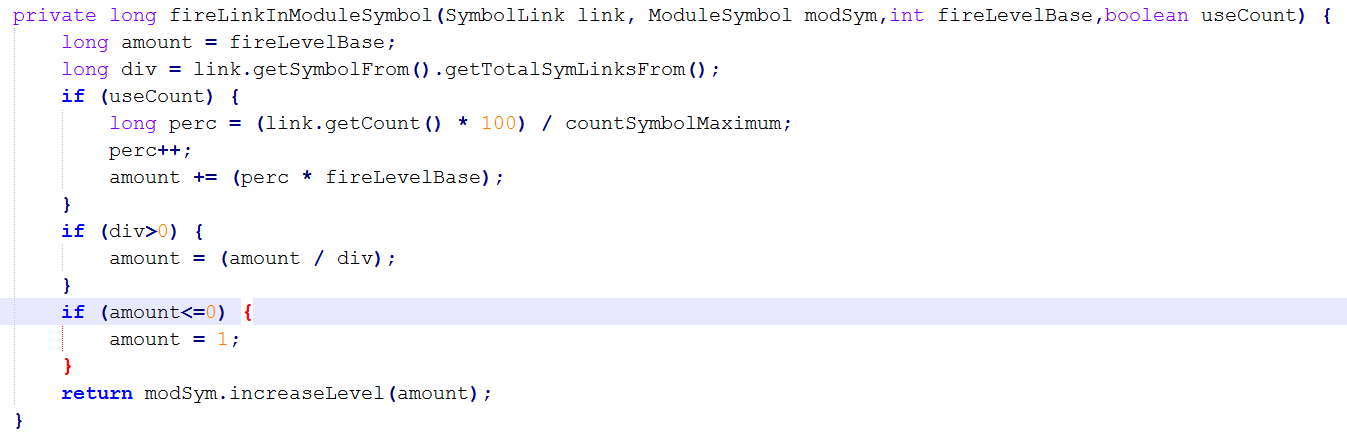 private long fireLinkInModuleSymbol(SymbolLink link, ModuleSymbol modSym,int fireLevelBase,boolean useCount) {
    long amount = fireLevelBase;
    long div = link.getSymbolFrom().getTotalSymLinksFrom();
    if (useCount) {
        long perc = (link.getCount() * 100) / countSymbolMaximum;
        perc++;
        amount += (perc * fireLevelBase);
    }
    if (div>0) {
        amount = (amount / div);
    }
    if (amount<=0) {
        amount = 1;
    }
    return modSym.increaseLevel(amount);
}